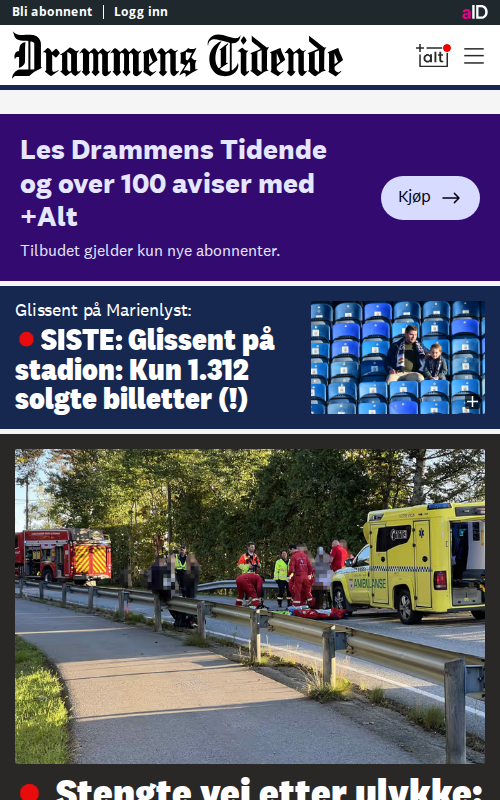 Bli abonnent
Logg inn
aID
Drammens Tidende
+alt
Les Drammens Tidende
og over 100 aviser med
+Alt
Kjøp
Tilbudet gjelder kun nye abonnenter.
Glissent på Marienlyst:
SISTE: Glissent på
stadion: Kun 1.312
solgte billetter (!)
AMBULANSE
Stengte vei etter ulykke: